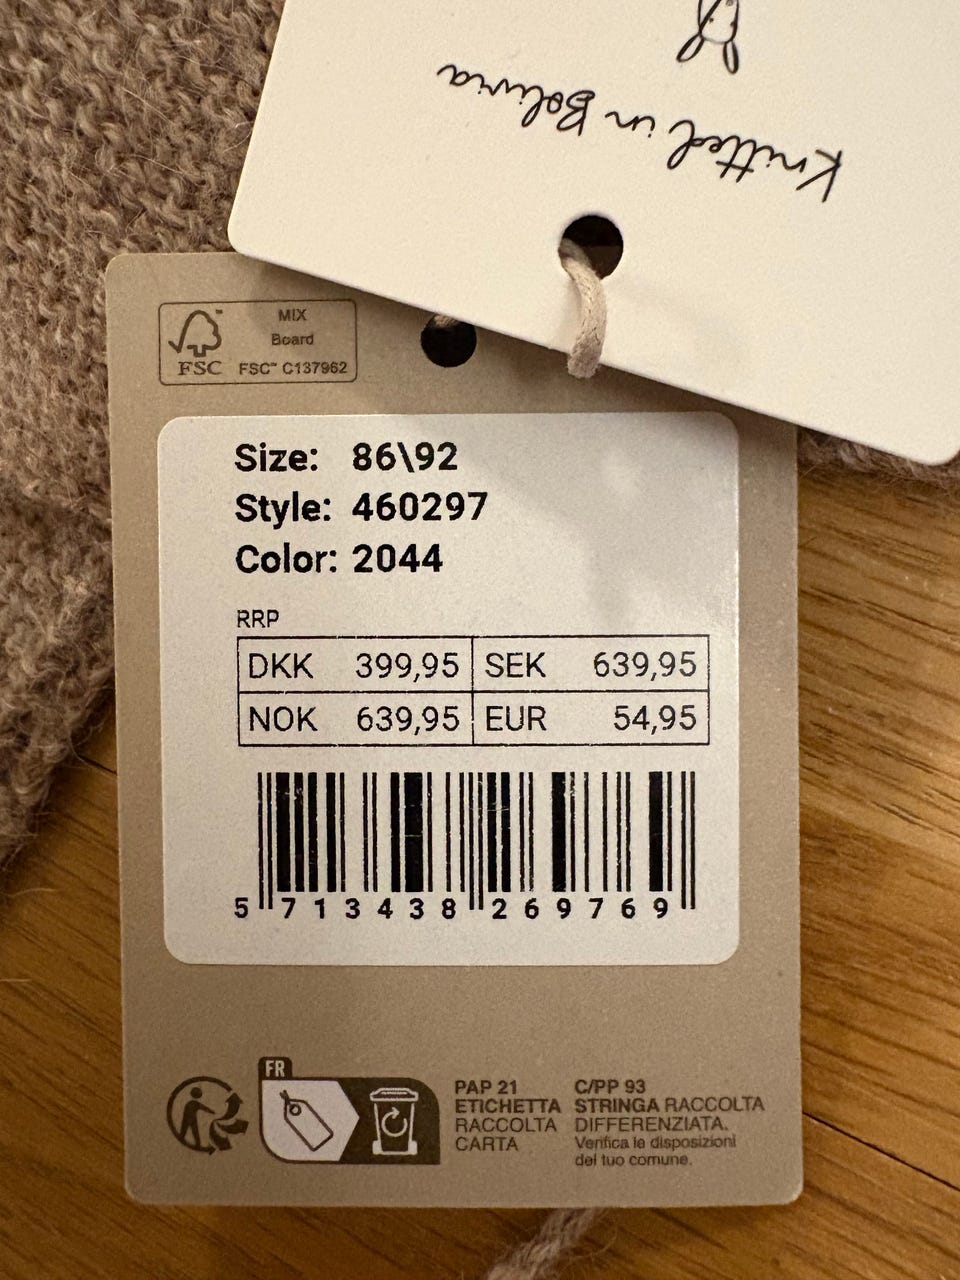 Knitted in Bolivia
MIX
Board
FSC™ C137962
FSC
Size: 86\92
Style: 460297
Color: 2044
RRP
DKK 399,95 SEK 639,95
NOK 639,95 EUR 54,95
5 713438 269769
FR
PAP 21
ETICHETTA
RACCOLTA
CARTA
C/PP 93
STRINGA RACCOLTA
DIFFERENZIATA.
Verifica le disposizioni
del tuo comune.